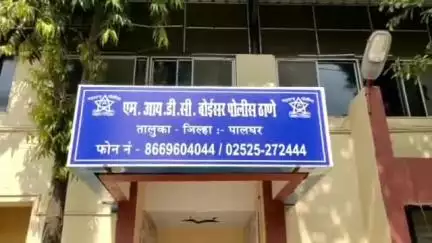 एम. आय.डी.सी. बोईसर पोलीस ठाणे
तालुका - जिल्हा :- पालघर
फोन नं - 8669604044 / 02525-272444